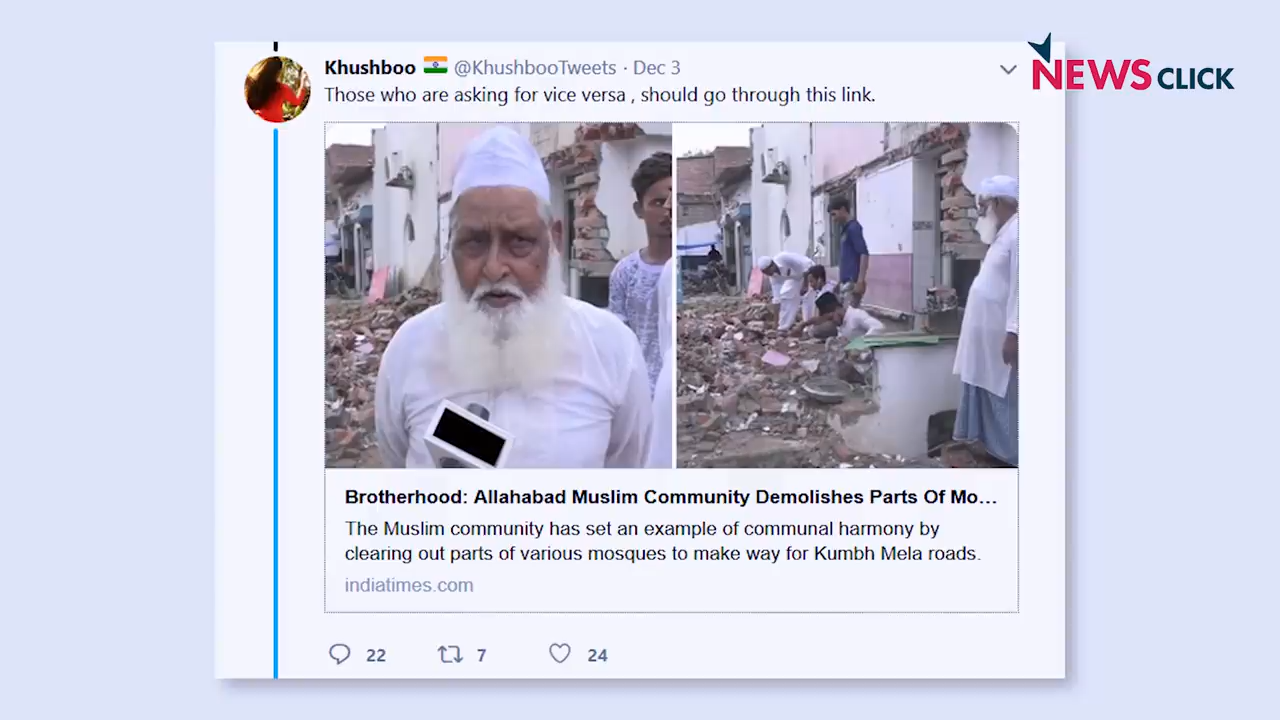 NEWS CLICK
Khushboo 🇮🇳 @KhushbooTweets · Dec 3
Those who are asking for vice versa , should go through this link.
Brotherhood: Allahabad Muslim Community Demolishes Parts Of Mo...
The Muslim community has set an example of communal harmony by
clearing out parts of various mosques to make way for Kumbh Mela roads.
indiatimes.com
22 7 24